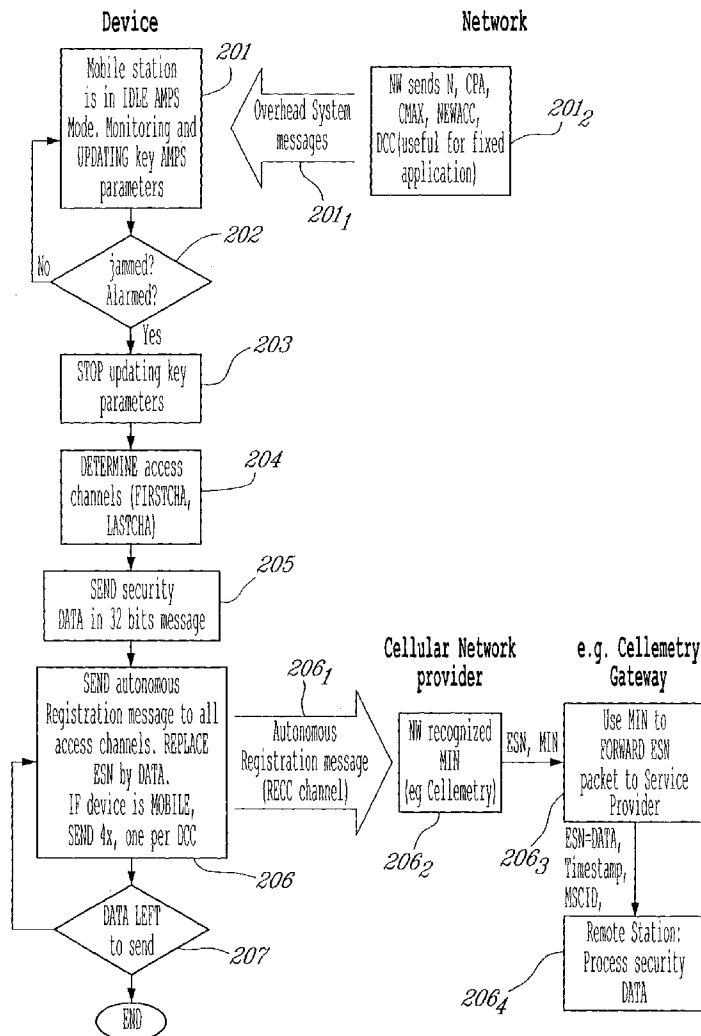 Device
Network
201
Mobile station
is in IDLE AMPS
Mode. Monitoring and
UPDATING key AMPS
parameters
Overhead System
messages
201₁
NW sends N, CPA,
CMAX, NEWACC,
DCC(useful for fixed
application)
201₂
202
No
jammed?
Alarmed?
Yes
203
STOP updating key
parameters
204
DETERMINE access
channels (FIRSTCHA,
LASTCHA)
205
SEND security
DATA in 32 bits message
SEND autonomous
Registration message to all
access channels. REPLACE
ESN by DATA.
IF device is MOBILE,
SEND 4x, one per DCC
206
206₁
Autonomous
Registration message
(RECC channel)
Cellular Network
provider
NW recognized
MIN
(eg Cellemetry)
206₂
ESN, MIN
e.g. Cellemetry
Gateway
Use MIN to
FORWARD ESN
packet to Service
Provider
206₃
ESN=DATA,
Timestamp,
MSCID,
Remote Station:
Process security
DATA
206₄
DATA LEFT
to send
207
END